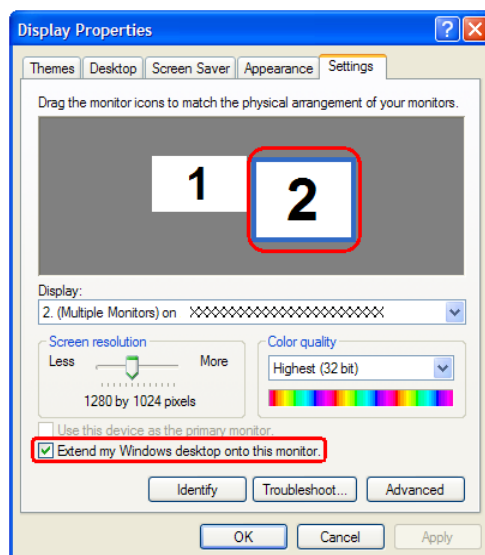 Display Properties
Themes Desktop Screen Saver Appearance Settings
Drag the monitor icons to match the physical arrangement of your monitors.
1 2
Display:
2. (Multiple Monitors) on XXXXXXXXXXXXXXXXXXXXXX
Screen resolution Color quality
Less More Highest (32 bit)
1280 by 1024 pixels
Use this device as the primary monitor.
Extend my Windows desktop onto this monitor.
Identify Troubleshoot... Advanced
OK Cancel Apply